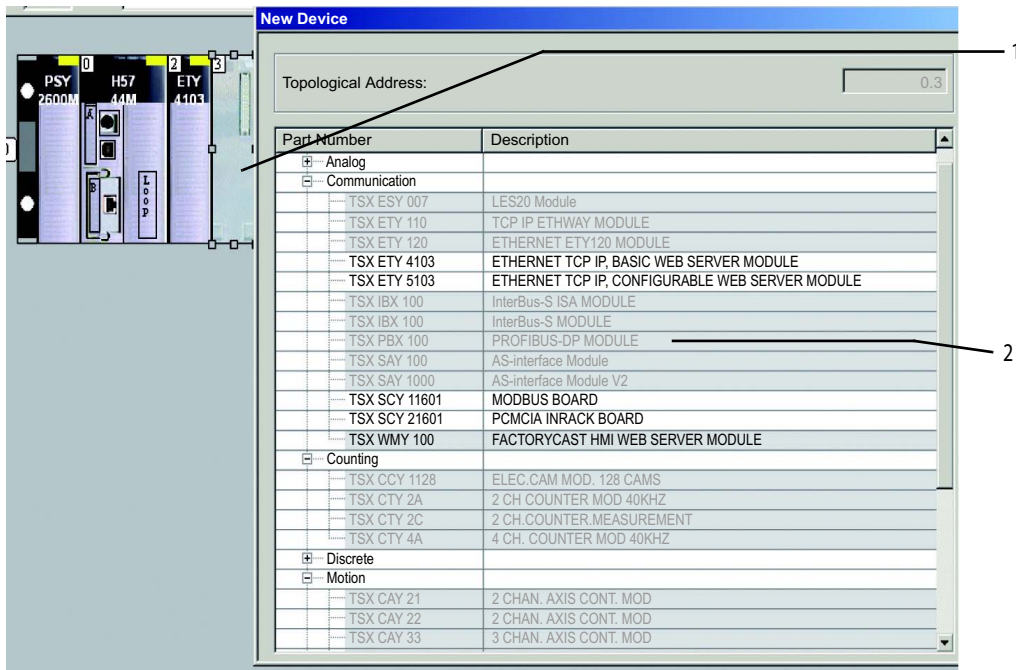 New Device
1
0 2 3
PSY H57 ETY
2600M 44M 4103
A
B
Loop
Topological Address: 0.3
Part Number Description
Analog
Communication
TSX ESY 007 LES20 Module
TSX ETY 110 TCP IP ETHWAY MODULE
TSX ETY 120 ETHERNET ETY120 MODULE
TSX ETY 4103 ETHERNET TCP IP, BASIC WEB SERVER MODULE
TSX ETY 5103 ETHERNET TCP IP, CONFIGURABLE WEB SERVER MODULE
TSX IBX 100 InterBus-S ISA MODULE
TSX IBX 100 InterBus-S MODULE
TSX PBX 100 PROFIBUS-DP MODULE
2
TSX SAY 100 AS-interface Module
TSX SAY 1000 AS-interface Module V2
TSX SCY 11601 MODBUS BOARD
TSX SCY 21601 PCMCIA INRACK BOARD
TSX WMY 100 FACTORYCAST HMI WEB SERVER MODULE
Counting
TSX CCY 1128 ELEC.CAM MOD. 128 CAMS
TSX CTY 2A 2 CH COUNTER MOD 40KHZ
TSX CTY 2C 2 CH.COUNTER.MEASUREMENT
TSX CTY 4A 4 CH. COUNTER MOD 40KHZ
Discrete
Motion
TSX CAY 21 2 CHAN. AXIS CONT. MOD
TSX CAY 22 2 CHAN. AXIS CONT. MOD
TSX CAY 33 3 CHAN. AXIS CONT. MOD